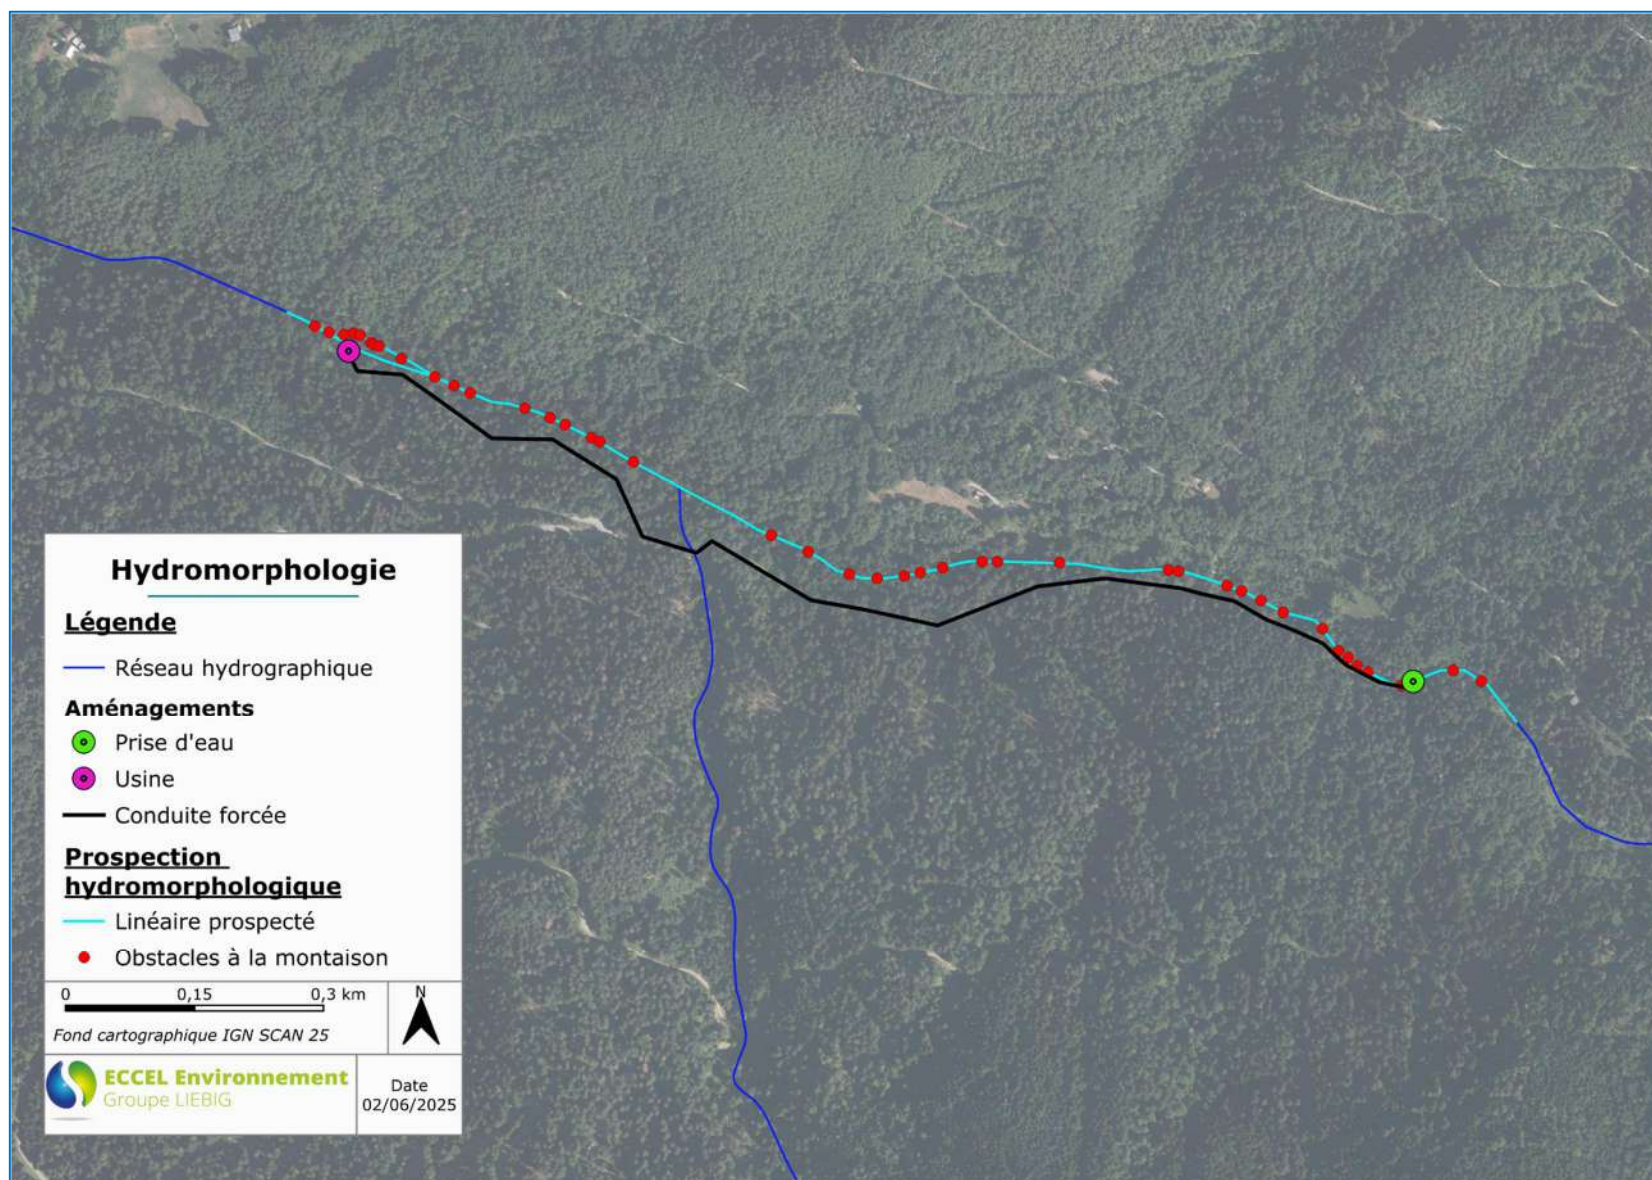 Hydromorphologie
Légende
Réseau hydrographique
Aménagements
Prise d'eau
Usine
Conduite forcée
Prospection
hydromorphologique
Linéaire prospecté
Obstacles à la montaison
0 0,15 0,3 km
N
Fond cartographique IGN SCAN 25
ECCEL Environnement
Groupe LIEBIG
Date
02/06/2025